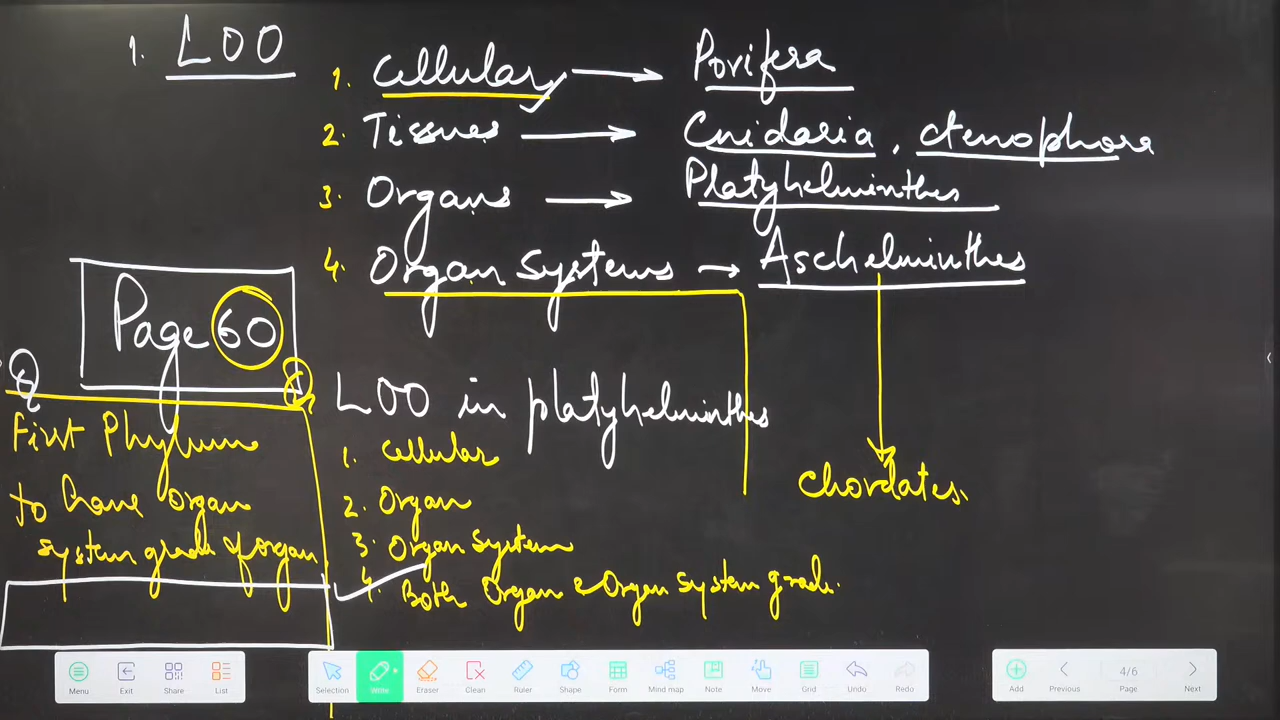 1. LOO
1. Cellular → Porifera
2. Tissues → Cnidaria, ctenophora
3. Organs → Platyhelminthes
4. Organ systems → Aschelminthes
Chordates.
Page 60
Q
First Phylum
to have organ
system grade of organ
LOO in platyhelminthes
1. Cellular
2. Organ
3. Organ System
4. Both Organ & Organ system grade.
Menu Exit Share List Selection Write Eraser Clean Ruler Shape Form Mind map Note Move Grid Undo Redo Add Previous 4/6 Page Next